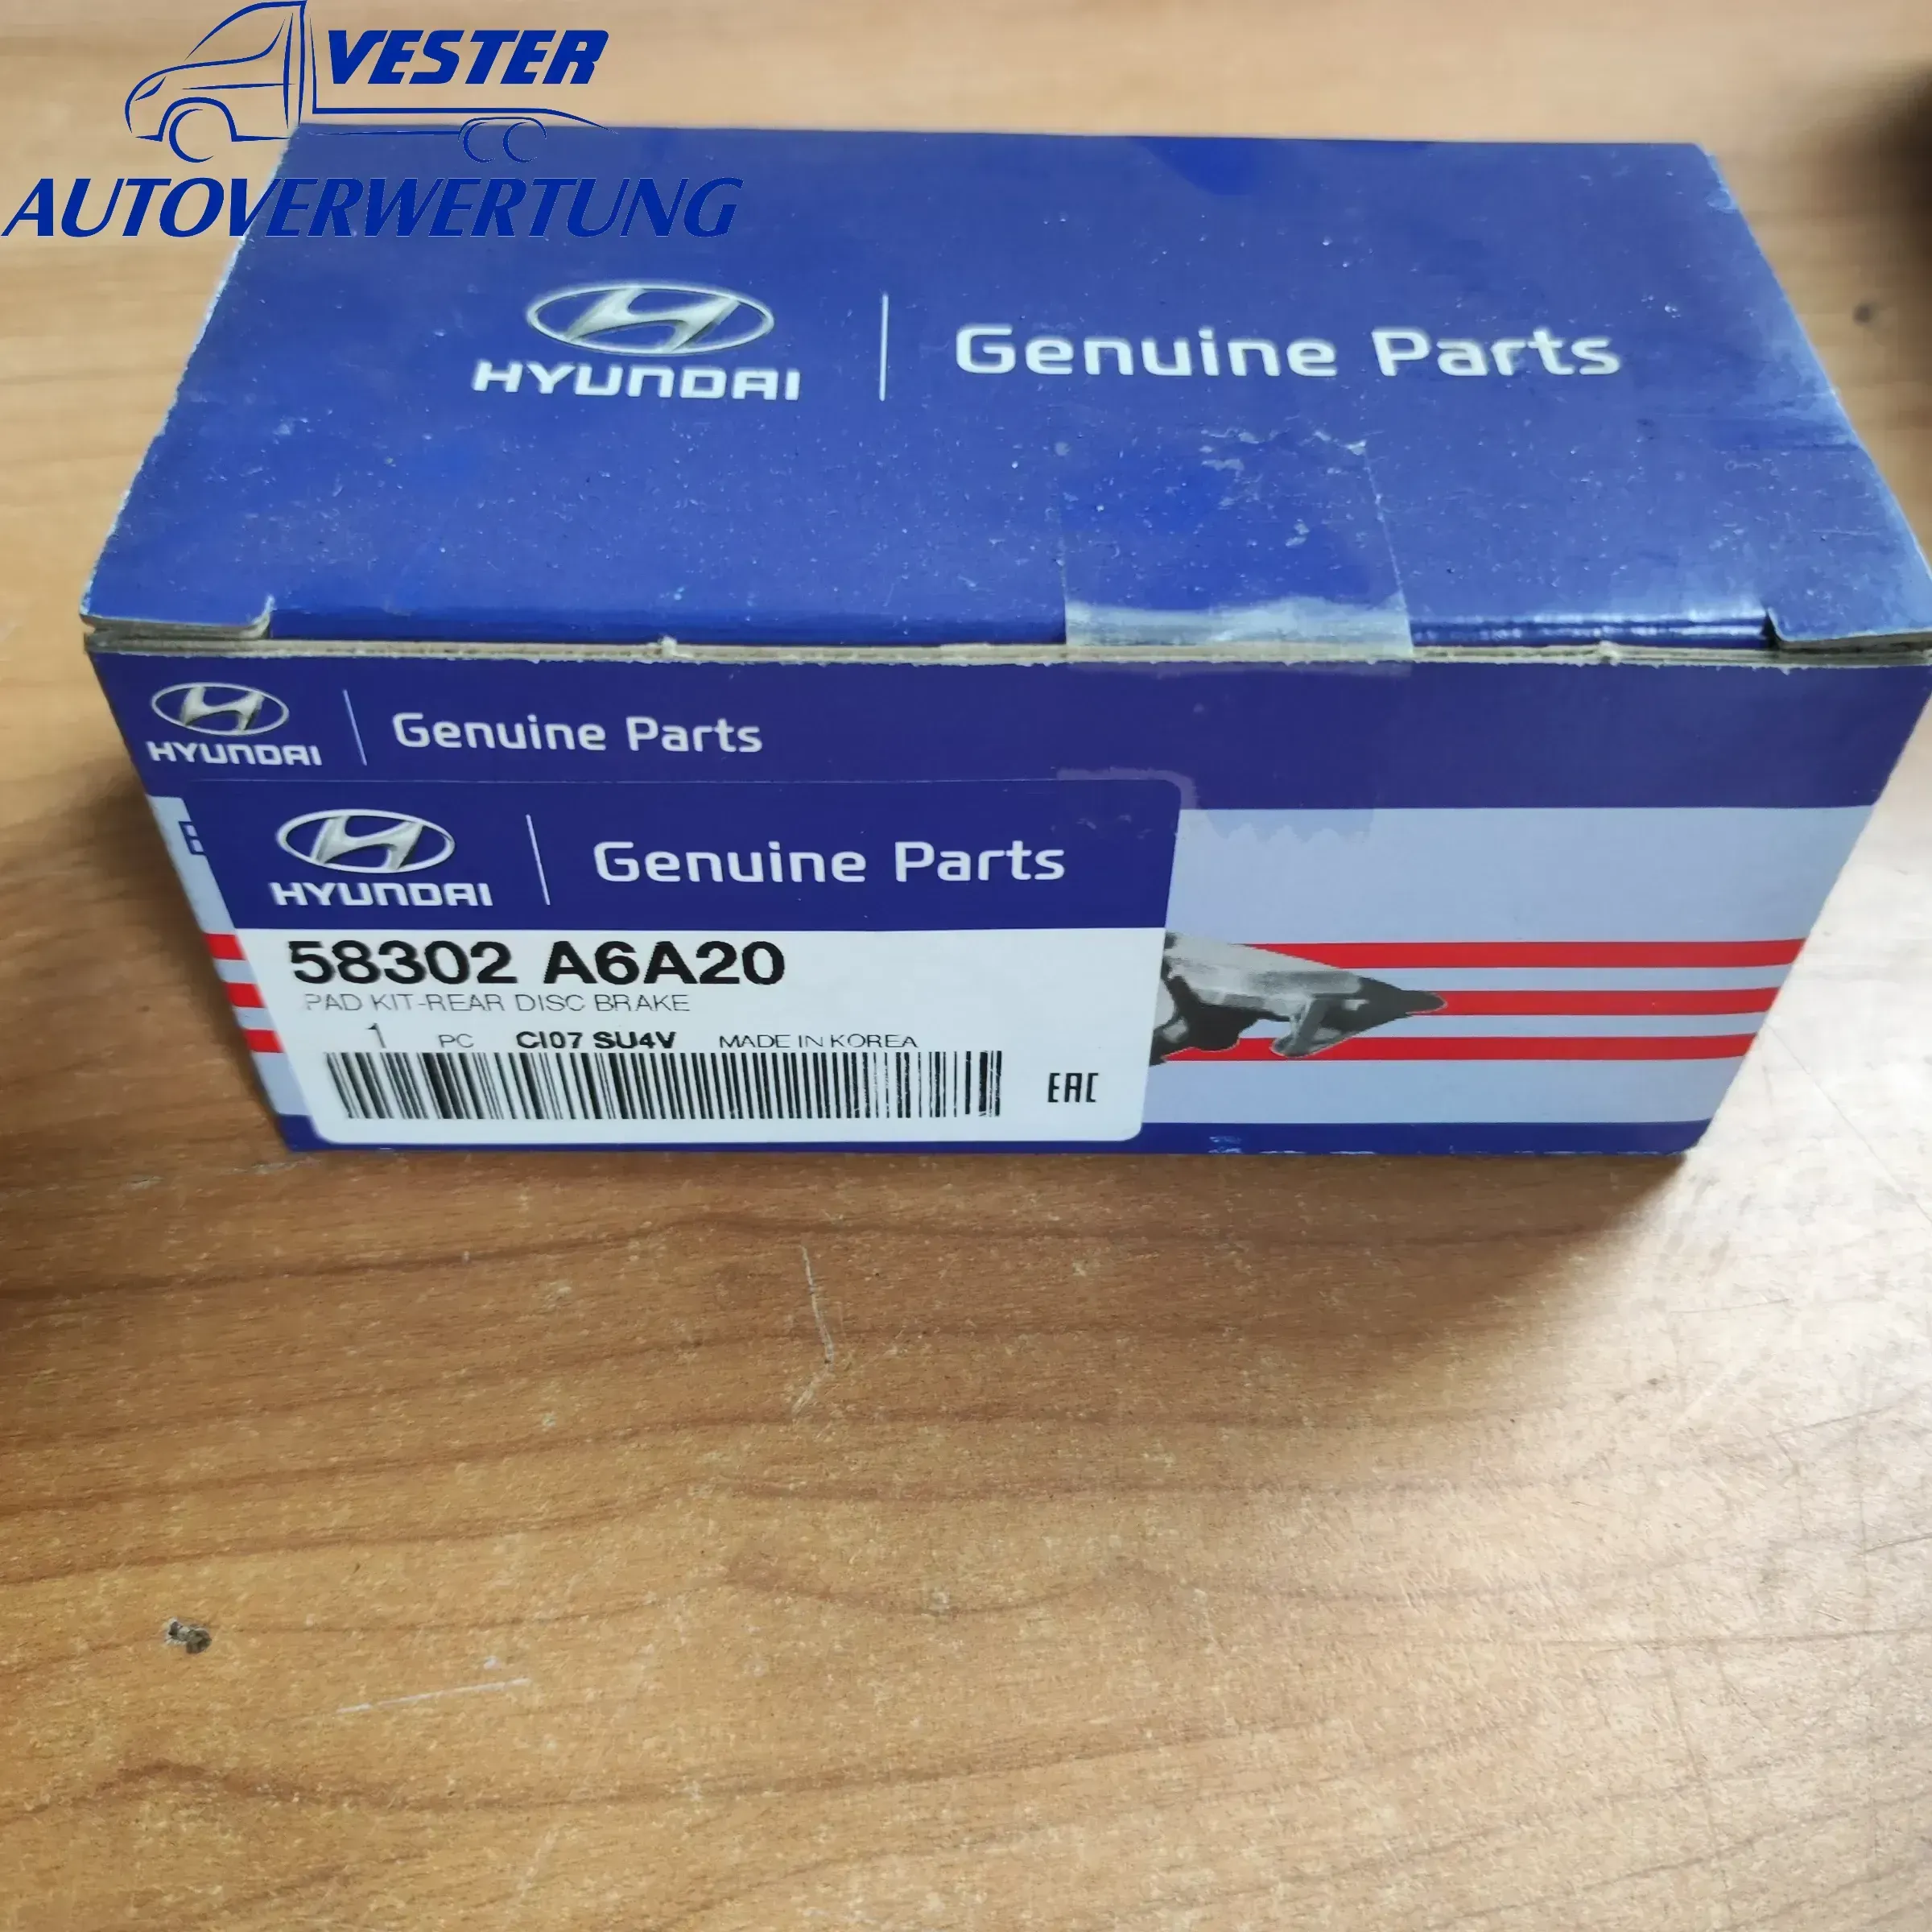 VESTER
AUTOVERWERTUNG
HYUNDAI Genuine Parts
HYUNDAI Genuine Parts
HYUNDAI Genuine Parts
58302 A6A20
PAD KIT-REAR DISC BRAKE
1 PC CI07 SU4V MADE IN KOREA
EAC